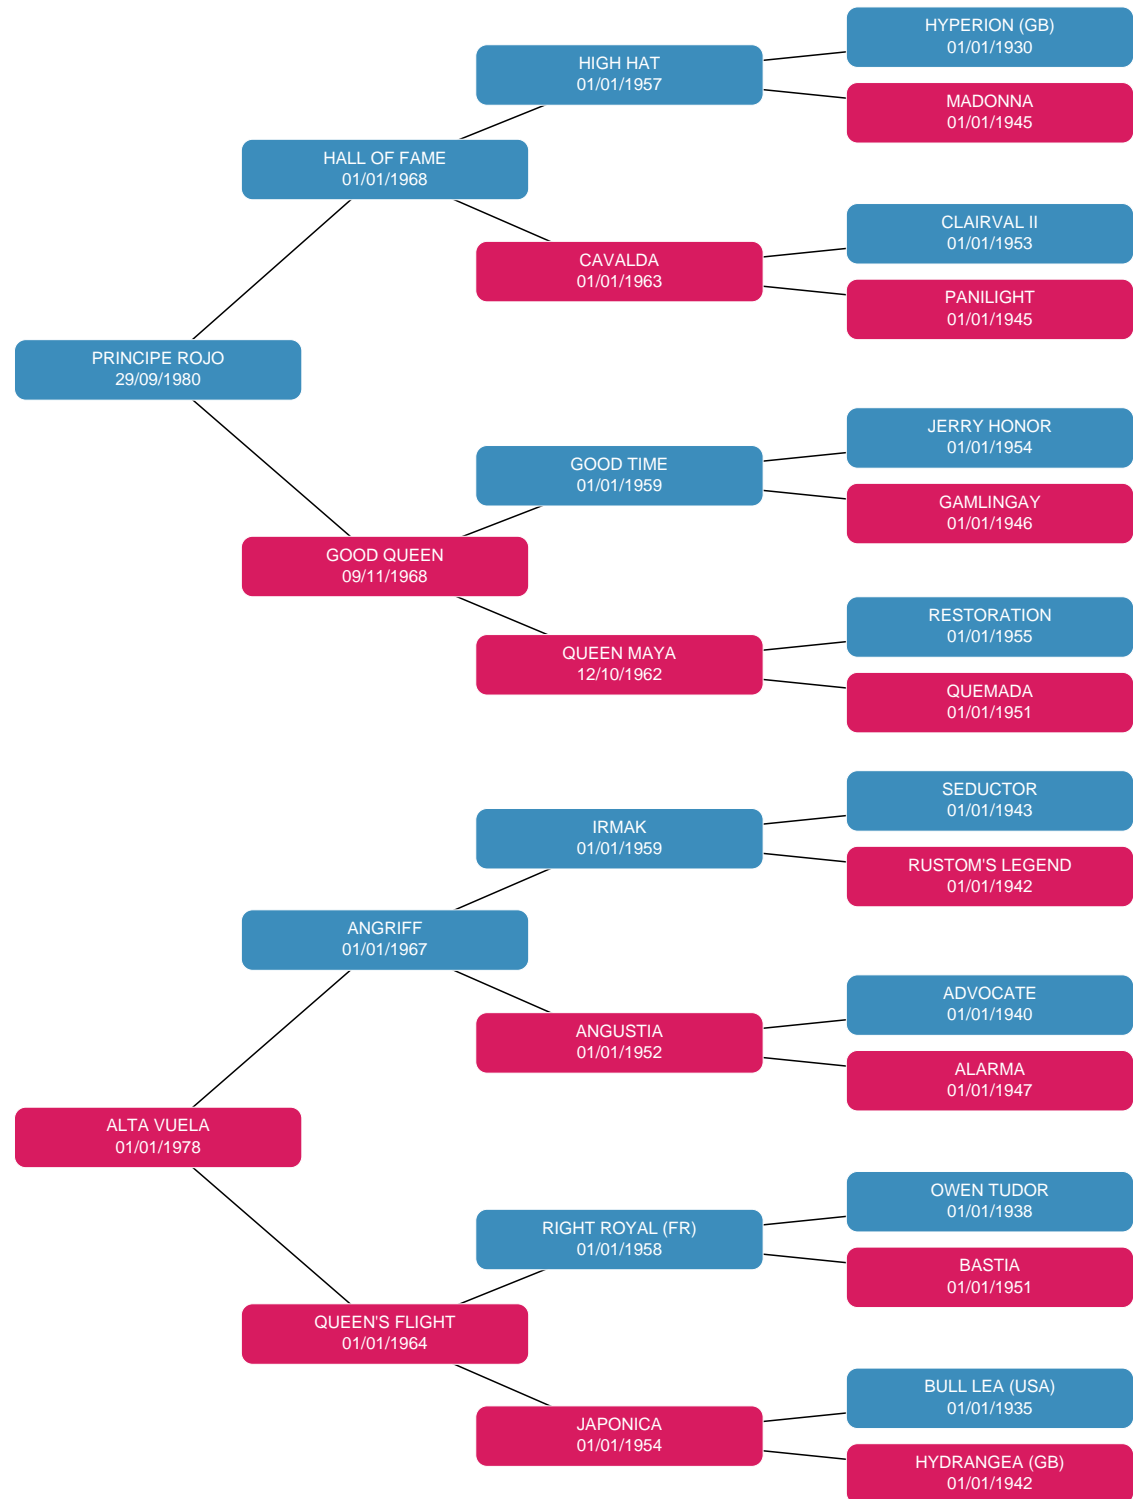 HYPERION (GB)
01/01/1930
HIGH HAT
01/01/1957
MADONNA
01/01/1945
HALL OF FAME
01/01/1968
CLAIRVAL II
01/01/1953
CAVALDA
01/01/1963
PANILIGHT
01/01/1945
PRINCIPE ROJO
29/09/1980
JERRY HONOR
01/01/1954
GOOD TIME
01/01/1959
GAMLINGAY
01/01/1946
GOOD QUEEN
09/11/1968
RESTORATION
01/01/1955
QUEEN MAYA
12/10/1962
QUEMADA
01/01/1951
SEDUCTOR
01/01/1943
IRMAK
01/01/1959
RUSTOM'S LEGEND
01/01/1942
ANGRIFF
01/01/1967
ADVOCATE
01/01/1940
ANGUSTIA
01/01/1952
ALARMA
01/01/1947
ALTA VUELA
01/01/1978
OWEN TUDOR
01/01/1938
RIGHT ROYAL (FR)
01/01/1958
BASTIA
01/01/1951
QUEEN'S FLIGHT
01/01/1964
BULL LEA (USA)
01/01/1935
JAPONICA
01/01/1954
HYDRANGEA (GB)
01/01/1942